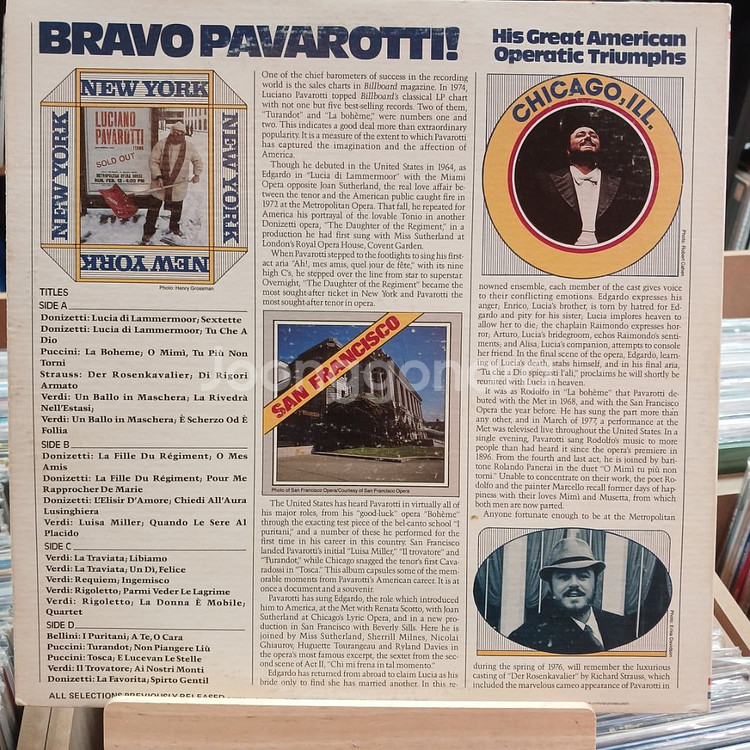 BRAVO PAVAROTTI!
His Great American
Operatic Triumphs
NEW YORK
NEW YORK
NEW YORK
NEW YORK
LUCIANO
PAVAROTTI
SOLD OUT
METROPOLITAN OPERA HOUSE
SUN. FEB. 12 · 4:00 PM
Photo: Henry Grossman
TITLES
SIDE A
Donizetti: Lucia di Lammermoor; Sextette
Donizetti: Lucia di Lammermoor; Tu Che A
Dio
Puccini: La Boheme; O Mimi, Tu Più Non
Torni
Strauss: Der Rosenkavalier; Di Rigori
Armato
Verdi: Un Ballo in Maschera; La Rivedrà
Nell'Estasi;
Verdi: Un Ballo in Maschera; È Scherzo Od È
Follia
SIDE B
Donizetti: La Fille Du Régiment; O Mes
Amis
Donizetti: La Fille Du Régiment; Pour Me
Rapprocher De Marie
Donizetti: L'Elisir D'Amore; Chiedi All'Aura
Lusinghiera
Verdi: Luisa Miller; Quando Le Sere Al
Placido
SIDE C
Verdi: La Traviata; Libiamo
Verdi: La Traviata; Un Dì, Felice
Verdi: Requiem; Ingemisco
Verdi: Rigoletto; Parmi Veder Le Lagrime
Verdi: Rigoletto; La Donna È Mobile;
Quartet
SIDE D
Bellini: I Puritani; A Te, O Cara
Puccini: Turandot; Non Piangere Liù
Puccini: Tosca; E Lucevan Le Stelle
Verdi: Il Trovatore; Ai Nostri Monti
Donizetti: La Favorita; Spirto Gentil
ALL SELECTIONS PREVIOUSLY RELEASED
One of the chief barometers of success in the recording
world is the sales charts in Billboard magazine. In 1974,
Luciano Pavarotti topped Billboard's classical LP chart
with not one but five best-selling records. Two of them,
"Turandot" and "La bohème," were numbers one and
two. This indicates a good deal more than extraordinary
popularity. It is a measure of the extent to which Pavarotti
has captured the imagination and the affection of
America.
Though he debuted in the United States in 1964, as
Edgardo in "Lucia di Lammermoor" with the Miami
Opera opposite Joan Sutherland, the real love affair be-
tween the tenor and the American public caught fire in
1972 at the Metropolitan Opera. That fall, he repeated for
America his portrayal of the lovable Tonio in another
Donizetti opera, "The Daughter of the Regiment," in a
production he had first sung with Miss Sutherland at
London's Royal Opera House, Covent Garden.
When Pavarotti stepped to the footlights to sing his first-
act aria "Ah!, mes amis, quel jour de fête," with its nine
high C's, he stepped over the line from star to superstar.
Overnight, "The Daughter of the Regiment" became the
most sought-after ticket in New York and Pavarotti the
most sought-after tenor in opera.
SAN FRANCISCO
Photo of San Francisco Opera/Courtesy of San Francisco Opera
The United States has heard Pavarotti in virtually all of
his major roles, from his "good-luck" opera "Bohème"
through the exacting test piece of the bel-canto school "I
puritani," and a number of these he performed for the
first time in his career in this country. San Francisco
landed Pavarotti's initial "Luisa Miller," "Il trovatore" and
"Turandot," while Chicago snagged the tenor's first Cava-
radossi in "Tosca." This album capsules some of the mem-
orable moments from Pavarotti's American career. It is at
once a document and a souvenir.
Pavarotti has sung Edgardo, the role which introduced
him to America, at the Met with Renata Scotto, with Joan
Sutherland at Chicago's Lyric Opera, and in a new pro-
duction in San Francisco with Beverly Sills. Here he is
joined by Miss Sutherland, Sherrill Milnes, Nicolai
Ghiaurov, Huguette Tourangeau and Ryland Davies in
the opera's most famous excerpt, the sextet from the sec-
ond scene of Act II, "Chi mi frena in tal momento."
Edgardo has returned from abroad to claim Lucia as his
bride only to find she has married another. In this re-
CHICAGO, ILL.
Photo: Robert Cahen
nowned ensemble, each member of the cast gives voice
to their conflicting emotions. Edgardo expresses his
anger; Enrico, Lucia's brother, is torn by hatred for Ed-
gardo and pity for his sister; Lucia implores heaven to
allow her to die; the chaplain Raimondo expresses hor-
ror; Arturo, Lucia's bridegroom, echos Raimondo's senti-
ments; and Alisa, Lucia's companion, attempts to console
her friend. In the final scene of the opera, Edgardo, learn-
ing of Lucia's death, stabs himself, and in his final aria,
"Tu che a Dio spiegasti l'ali," proclaims he will shortly be
reunited with Lucia in heaven.
It was as Rodolfo in "La bohème" that Pavarotti de-
buted with the Met in 1968, and with the San Francisco
Opera the year before. He has sung the part more than
any other, and in March of 1977, a performance at the
Met was televised live throughout the United States. In a
single evening, Pavarotti sang Rodolfo's music to more
people than had heard it since the opera's premiere in
1896. From the fourth and last act, he is joined by bari-
tone Rolando Panerai in the duet "O Mimì tu più non
torni." Unable to concentrate on their work, the poet Ro-
dolfo and the painter Marcello recall former days of hap-
piness with their loves Mimì and Musetta, from which
both men are now parted.
Anyone fortunate enough to be at the Metropolitan
during the spring of 1976, will remember the luxurious
casting of "Der Rosenkavalier" by Richard Strauss, which
included the marvelous cameo appearance of Pavarotti in